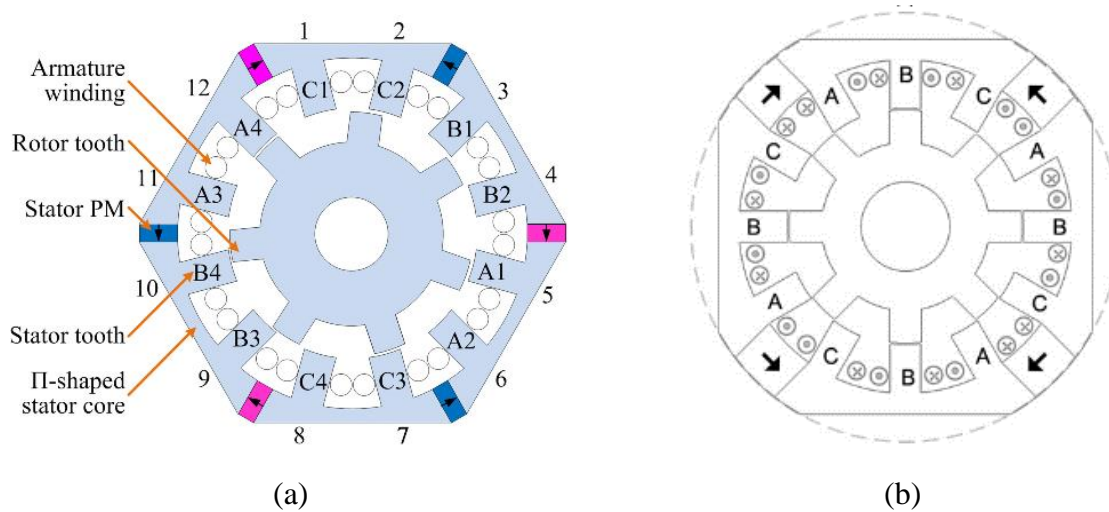 1 2
12 3
Armature
winding
C1 C2
A4 B1
Rotor tooth
11 4
A3 B2
Stator PM
B4 A1
10 5
Stator tooth
B3 A2
C4 C3
Π-shaped
stator core
9 6
8 7
A B C
C A
B B
A C
C B A
(a) (b)